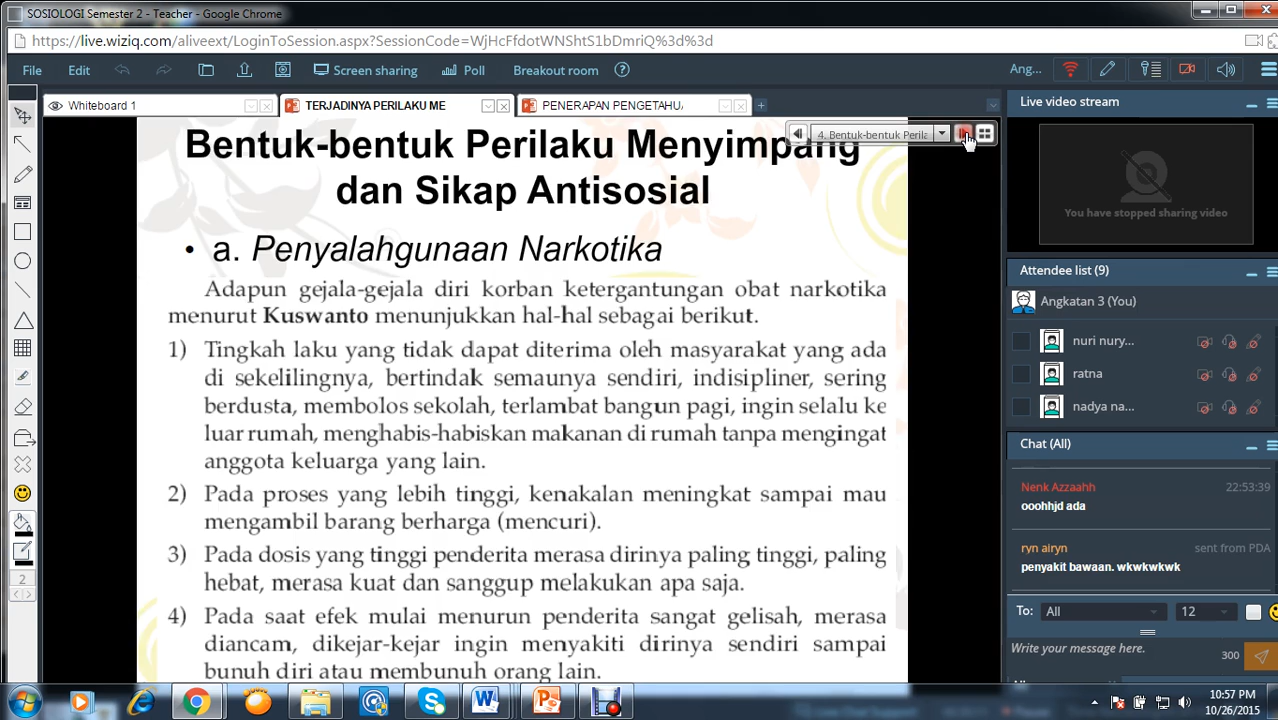 SOSIOLOGI Semester 2 - Teacher - Google Chrome
https://live.wiziq.com/aliveext/LoginToSession.aspx?SessionCode=WjHcFfdotWNShtS1bDmriQ%3d%3d
File Edit Screen sharing Poll Breakout room Ang...
Whiteboard 1 TERJADINYA PERILAKU ME PENERAPAN PENGETAHU
4. Bentuk-bentuk Perila
Bentuk-bentuk Perilaku Menyimpang
dan Sikap Antisosial
• a. Penyalahgunaan Narkotika
Adapun gejala-gejala diri korban ketergantungan obat narkotika
menurut Kuswanto menunjukkan hal-hal sebagai berikut.
1) Tingkah laku yang tidak dapat diterima oleh masyarakat yang ada
di sekelilingnya, bertindak semaunya sendiri, indisipliner, sering
berdusta, membolos sekolah, terlambat bangun pagi, ingin selalu ke
luar rumah, menghabis-habiskan makanan di rumah tanpa mengingat
anggota keluarga yang lain.
2) Pada proses yang lebih tinggi, kenakalan meningkat sampai mau
mengambil barang berharga (mencuri).
3) Pada dosis yang tinggi penderita merasa dirinya paling tinggi, paling
hebat, merasa kuat dan sanggup melakukan apa saja.
4) Pada saat efek mulai menurun penderita sangat gelisah, merasa
diancam, dikejar-kejar ingin menyakiti dirinya sendiri sampai
bunuh diri atau membunuh orang lain.
2
Live video stream
You have stopped sharing video
Attendee list (9)
Angkatan 3 (You)
nuri nury...
ratna
nadya na...
Chat (All)
Nenk Azzaahh 22:53:39
ooohhjd ada
ryn airyn sent from PDA
penyakit bawaan. wkwkwkwk
To: All 12
Write your message here. 300
10:57 PM
10/26/2015